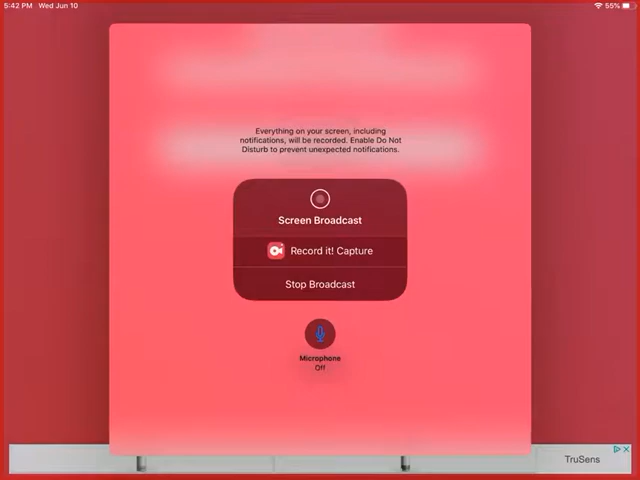 5:42 PM Wed Jun 10
55%
Everything on your screen, including
notifications, will be recorded. Enable Do Not
Disturb to prevent unexpected notifications.
Screen Broadcast
Record it! Capture
Stop Broadcast
Microphone
Off
TruSens